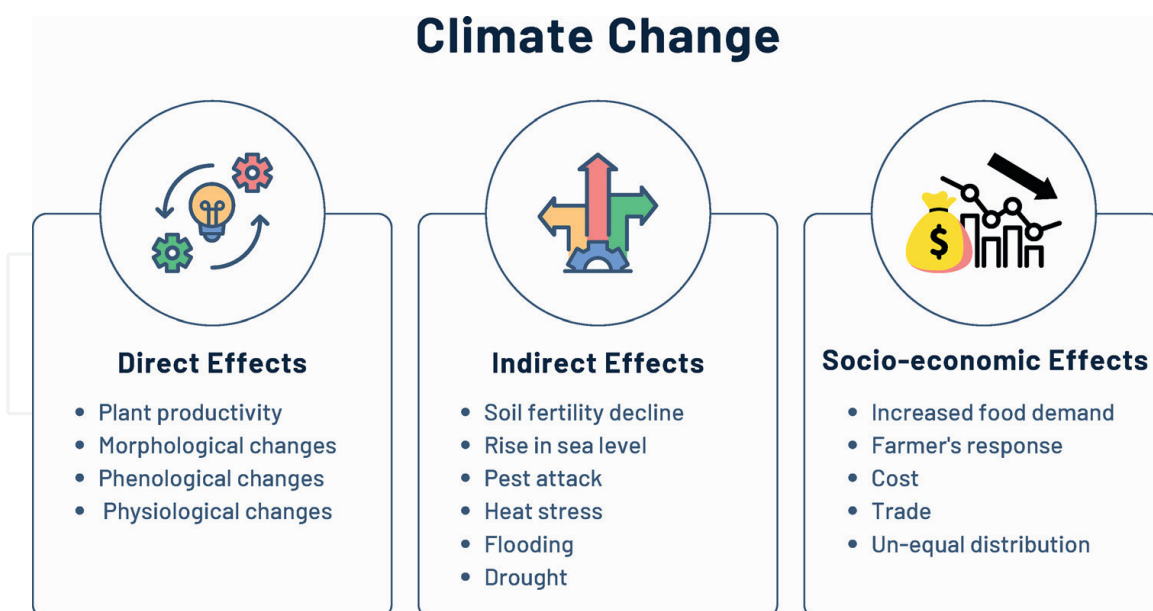 Climate Change
Direct Effects
• Plant productivity
• Morphological changes
• Phenological changes
• Physiological changes
Indirect Effects
• Soil fertility decline
• Rise in sea level
• Pest attack
• Heat stress
• Flooding
• Drought
$
Socio-economic Effects
• Increased food demand
• Farmer's response
• Cost
• Trade
• Un-equal distribution